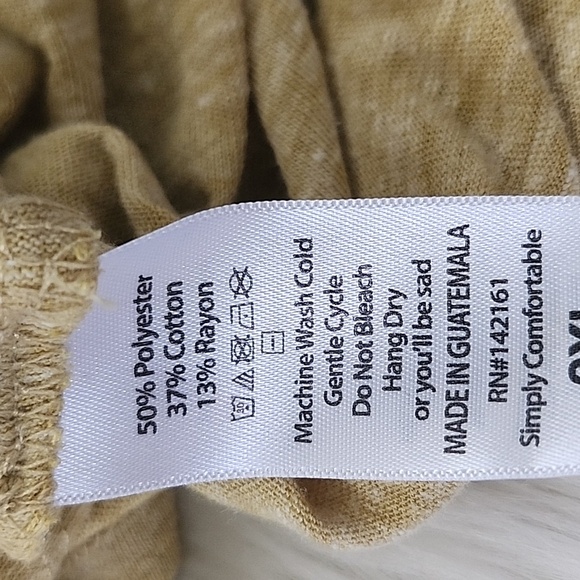 50% Polyester
37% Cotton
13% Rayon
30
Machine Wash Cold
Gentle Cycle
Do Not Bleach
Hang Dry
or you'll be sad
MADE IN GUATEMALA
RN#142161
Simply Comfortable